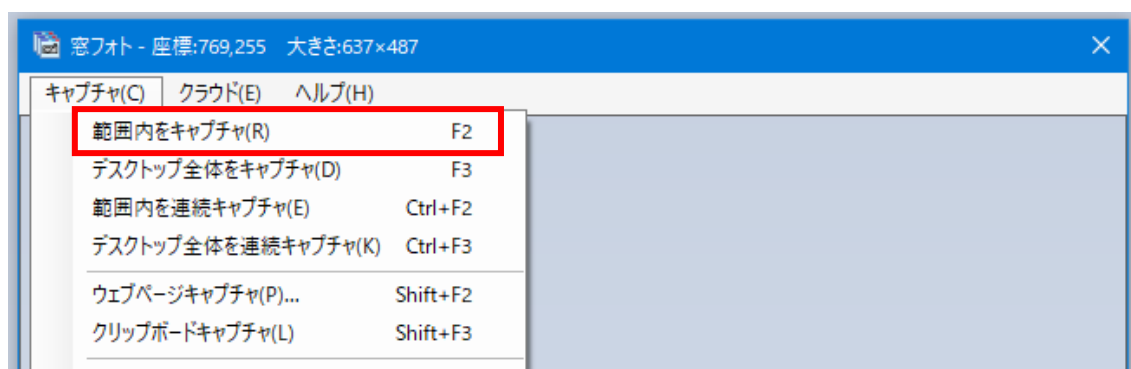 窓フォト - 座標:769,255 大きさ:637×487
キャプチャ(C) クラウド(E) ヘルプ(H)
範囲内をキャプチャ(R) F2
デスクトップ全体をキャプチャ(D) F3
範囲内を連続キャプチャ(E) Ctrl+F2
デスクトップ全体を連続キャプチャ(K) Ctrl+F3
ウェブページキャプチャ(P)... Shift+F2
クリップボードキャプチャ(L) Shift+F3